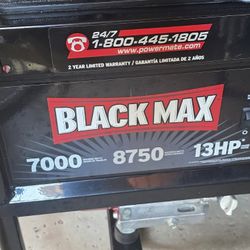 24/7
1-800-445-1805
www.powermate.com
2 YEAR LIMITED WARRANTY / GARANTÍA LIMITADA DE 2 AÑOS
BLACK MAX
7000 8750 13HP